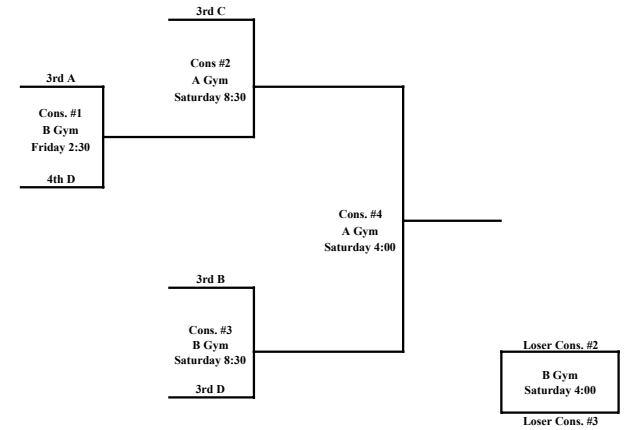 3rd C
Cons #2
A Gym
Saturday 8:30
3rd A
Cons. #1
B Gym
Friday 2:30
4th D
Cons. #4
A Gym
Saturday 4:00
3rd B
Cons. #3
B Gym
Saturday 8:30
3rd D
Loser Cons. #2
B Gym
Saturday 4:00
Loser Cons. #3